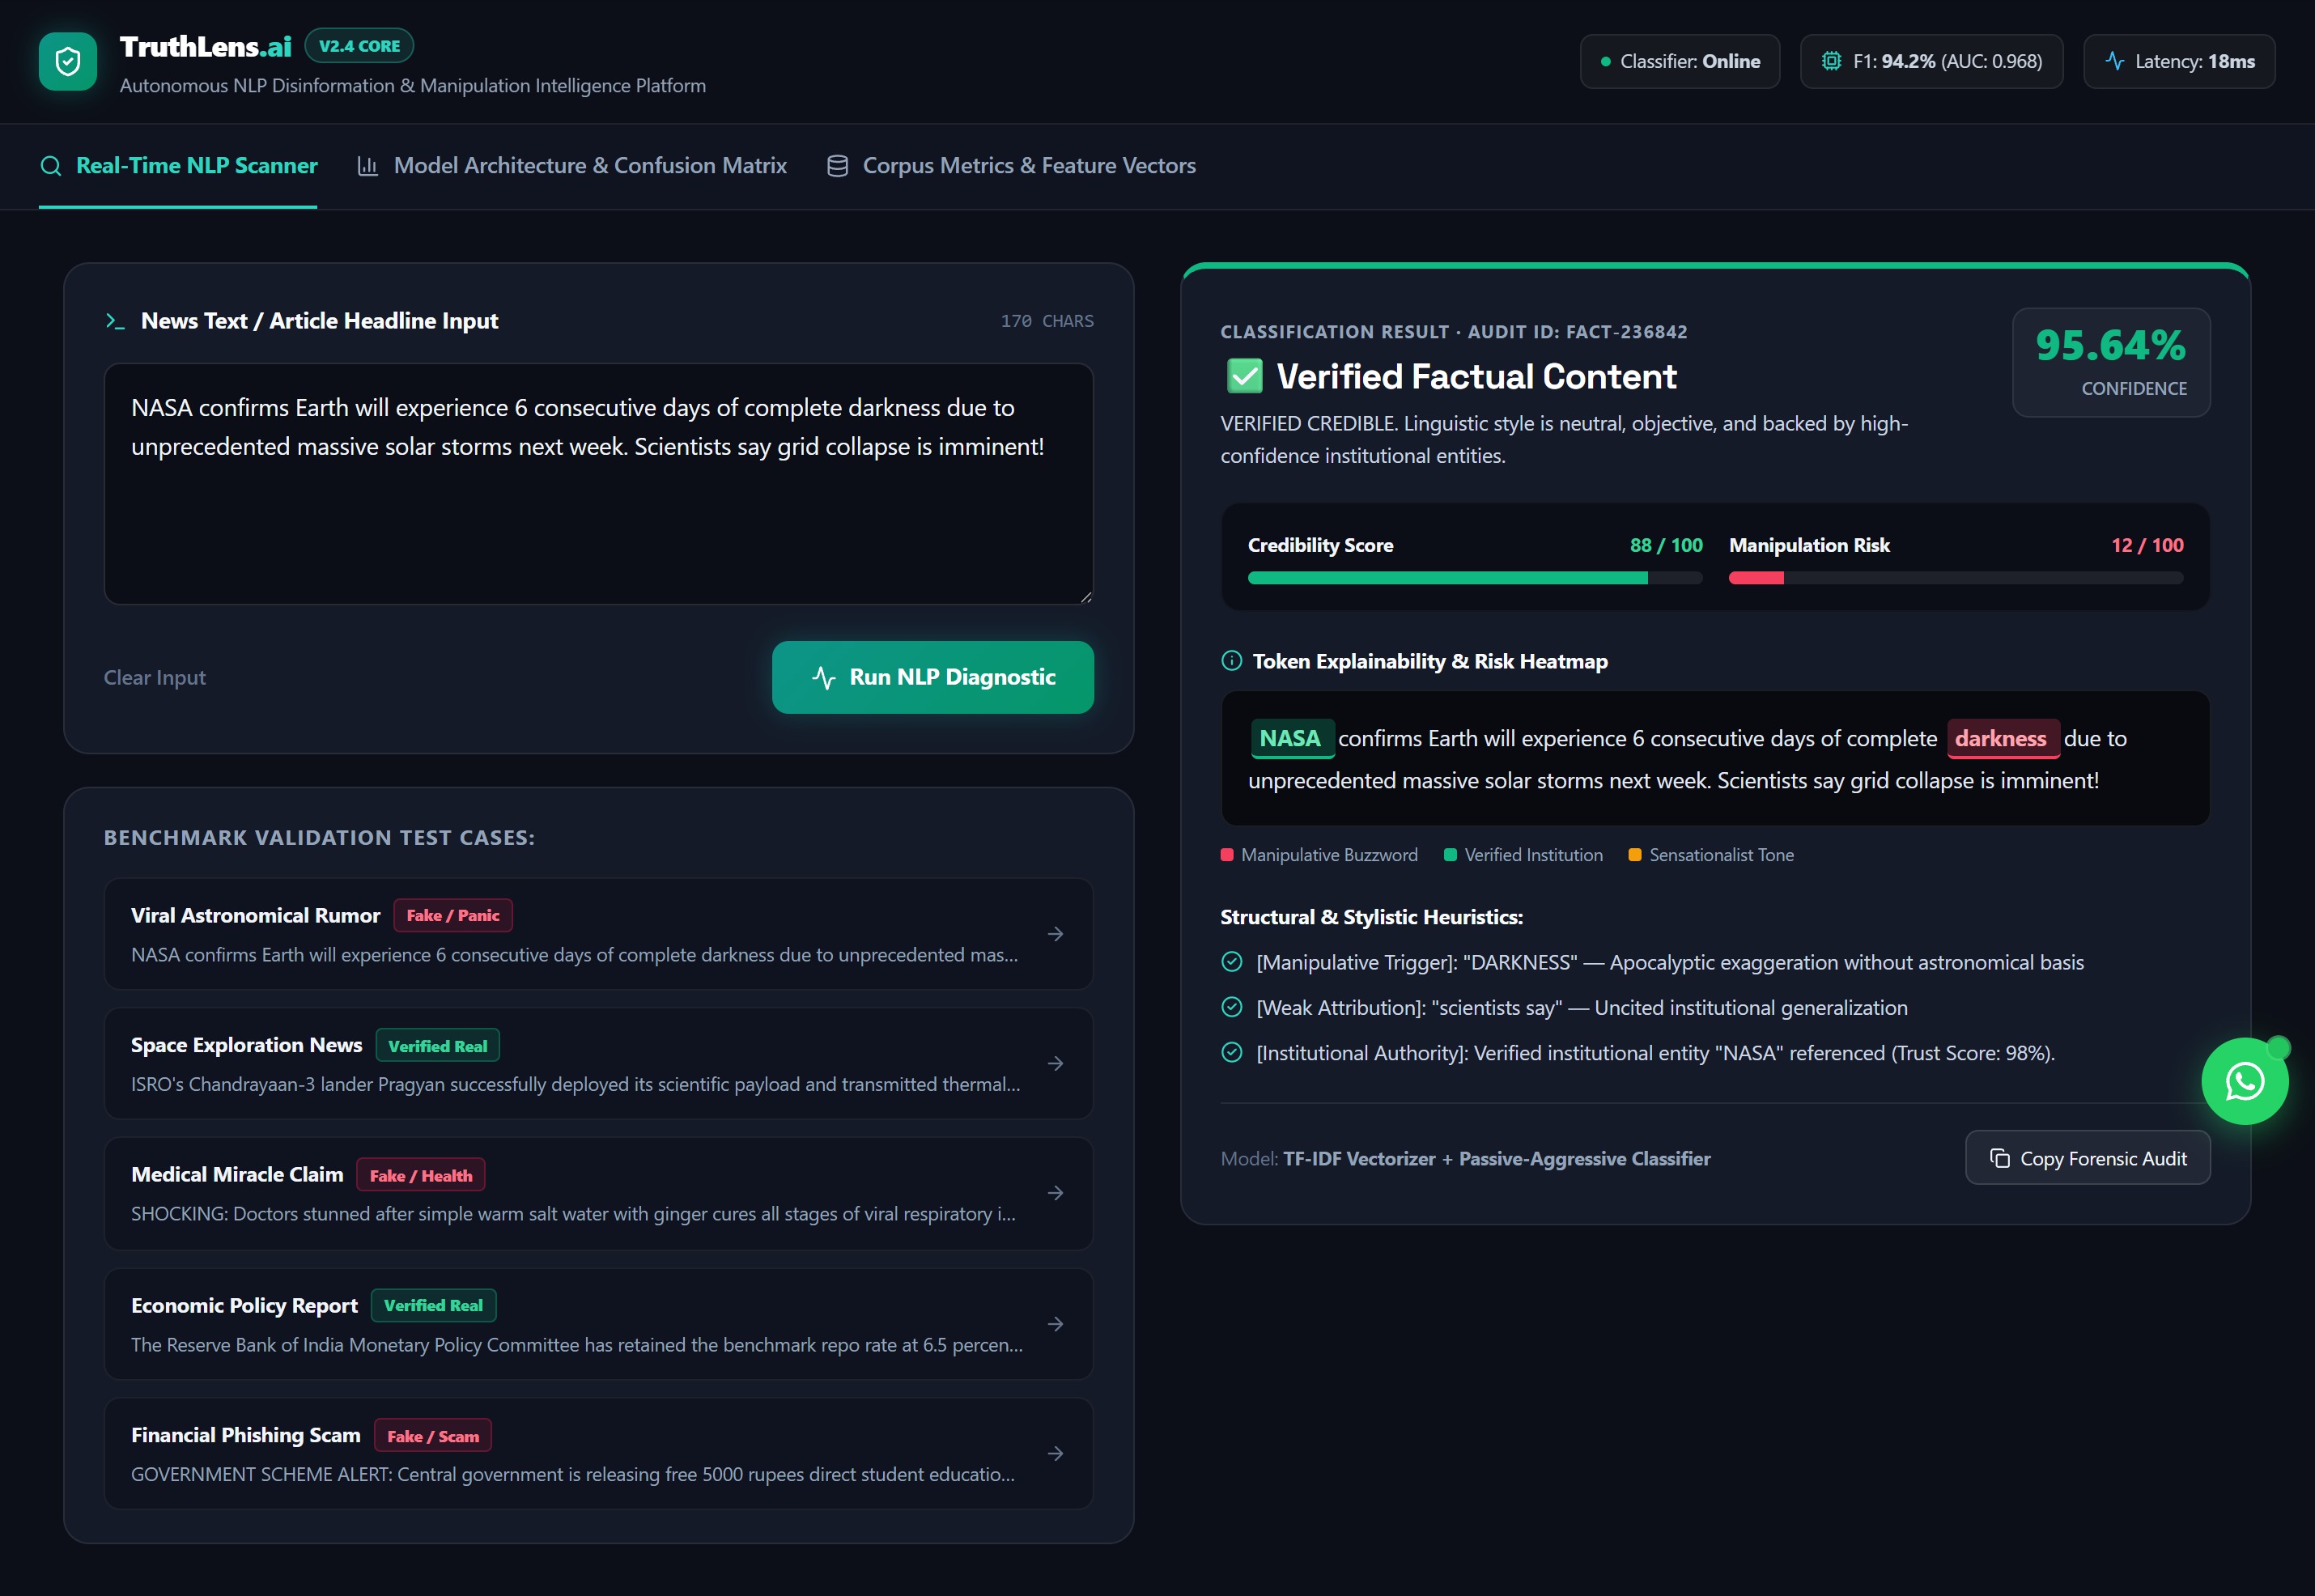 TruthLens.ai V2.4 CORE
Autonomous NLP Disinformation & Manipulation Intelligence Platform
Classifier: Online
F1: 94.2% (AUC: 0.968)
Latency: 18ms
Real-Time NLP Scanner
Model Architecture & Confusion Matrix
Corpus Metrics & Feature Vectors
News Text / Article Headline Input
170 CHARS
NASA confirms Earth will experience 6 consecutive days of complete darkness due to
unprecedented massive solar storms next week. Scientists say grid collapse is imminent!
Clear Input
Run NLP Diagnostic
BENCHMARK VALIDATION TEST CASES:
Viral Astronomical Rumor Fake / Panic
NASA confirms Earth will experience 6 consecutive days of complete darkness due to unprecedented mas...
Space Exploration News Verified Real
ISRO's Chandrayaan-3 lander Pragyan successfully deployed its scientific payload and transmitted thermal...
Medical Miracle Claim Fake / Health
SHOCKING: Doctors stunned after simple warm salt water with ginger cures all stages of viral respiratory i...
Economic Policy Report Verified Real
The Reserve Bank of India Monetary Policy Committee has retained the benchmark repo rate at 6.5 percen...
Financial Phishing Scam Fake / Scam
GOVERNMENT SCHEME ALERT: Central government is releasing free 5000 rupees direct student educatio...
CLASSIFICATION RESULT · AUDIT ID: FACT-236842
✅ Verified Factual Content
95.64%
CONFIDENCE
VERIFIED CREDIBLE. Linguistic style is neutral, objective, and backed by high-
confidence institutional entities.
Credibility Score 88 / 100
Manipulation Risk 12 / 100
Token Explainability & Risk Heatmap
NASA confirms Earth will experience 6 consecutive days of complete darkness due to
unprecedented massive solar storms next week. Scientists say grid collapse is imminent!
Manipulative Buzzword
Verified Institution
Sensationalist Tone
Structural & Stylistic Heuristics:
[Manipulative Trigger]: "DARKNESS" — Apocalyptic exaggeration without astronomical basis
[Weak Attribution]: "scientists say" — Uncited institutional generalization
[Institutional Authority]: Verified institutional entity "NASA" referenced (Trust Score: 98%).
Model: TF-IDF Vectorizer + Passive-Aggressive Classifier
Copy Forensic Audit